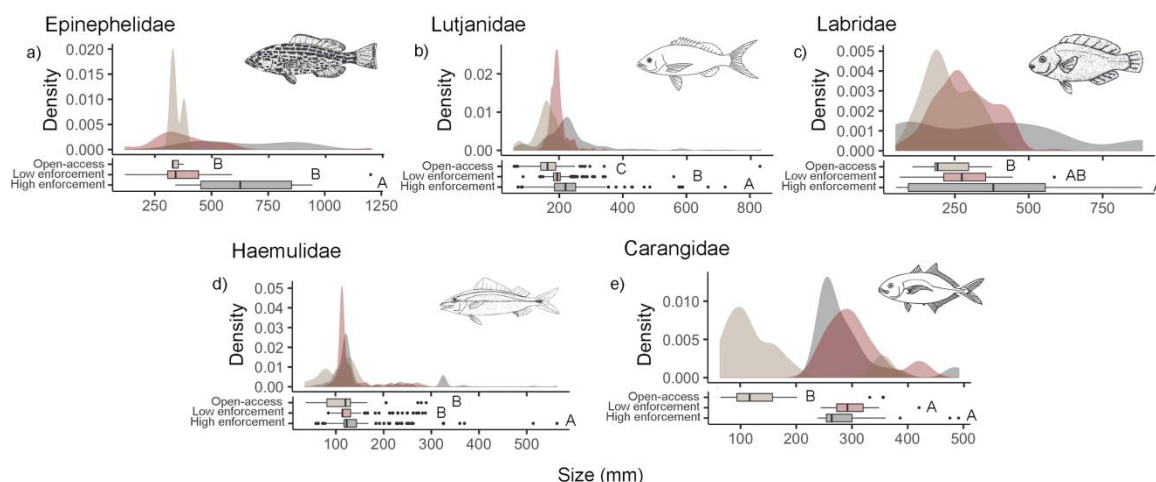 Epinephelidae
a)
0.020
0.015
0.010
0.005
0.000
Density
Open-access B
Low enforcement B
High enforcement A
250 500 750 1000 1250
Lutjanidae
b)
0.02
0.01
0.00
Density
Open-access C
Low enforcement B
High enforcement A
200 400 600 800
Labridae
c)
0.005
0.004
0.003
0.002
0.001
0.000
Density
Open-access B
Low enforcement AB
High enforcement A
250 500 750
Haemulidae
d)
0.05
0.04
0.03
0.02
0.01
0.00
Density
Open-access B
Low enforcement B
High enforcement A
100 200 300 400 500
Carangidae
e)
0.010
0.005
0.000
Density
Open-access B
Low enforcement A
High enforcement A
100 200 300 400 500
Size (mm)